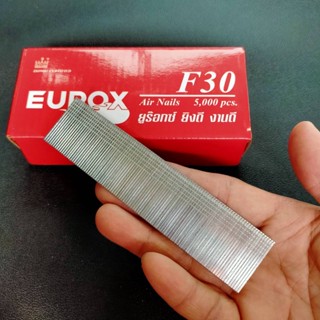 EUROX
F30
Air Nails 5,000 pcs.
ยูร็อกซ์ ยิงดี งานดี